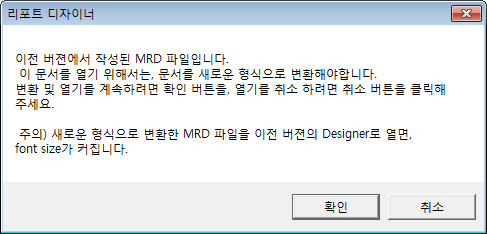 리포트 디자이너
이전 버젼에서 작성된 MRD 파일입니다.
이 문서를 열기 위해서는, 문서를 새로운 형식으로 변환해야합니다.
변환 및 열기를 계속하려면 확인 버튼을, 열기를 취소 하려면 취소 버튼을 클릭해
주세요.
주의) 새로운 형식으로 변환한 MRD 파일을 이전 버젼의 Designer로 열면,
font size가 커집니다.
확인
취소